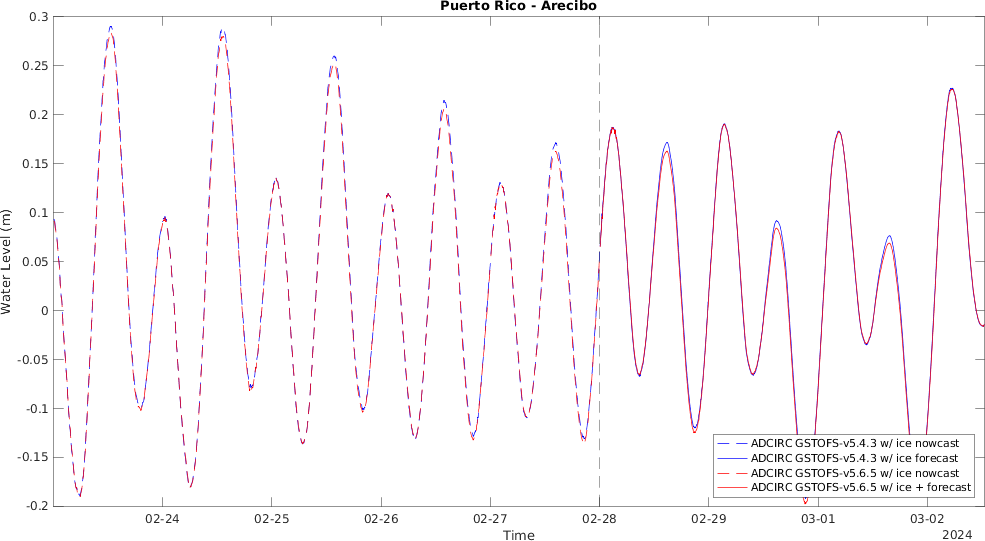 Puerto Rico - Arecibo
0.3
0.25
0.2
0.15
0.1
0.05
0
-0.05
-0.1
-0.15
-0.2
Water Level (m)
ADCIRC GSTOFS-v5.4.3 w/ ice nowcast
ADCIRC GSTOFS-v5.4.3 w/ ice forecast
ADCIRC GSTOFS-v5.6.5 w/ ice nowcast
ADCIRC GSTOFS-v5.6.5 w/ ice + forecast
02-24 02-25 02-26 02-27 02-28 02-29 03-01 03-02
Time
2024